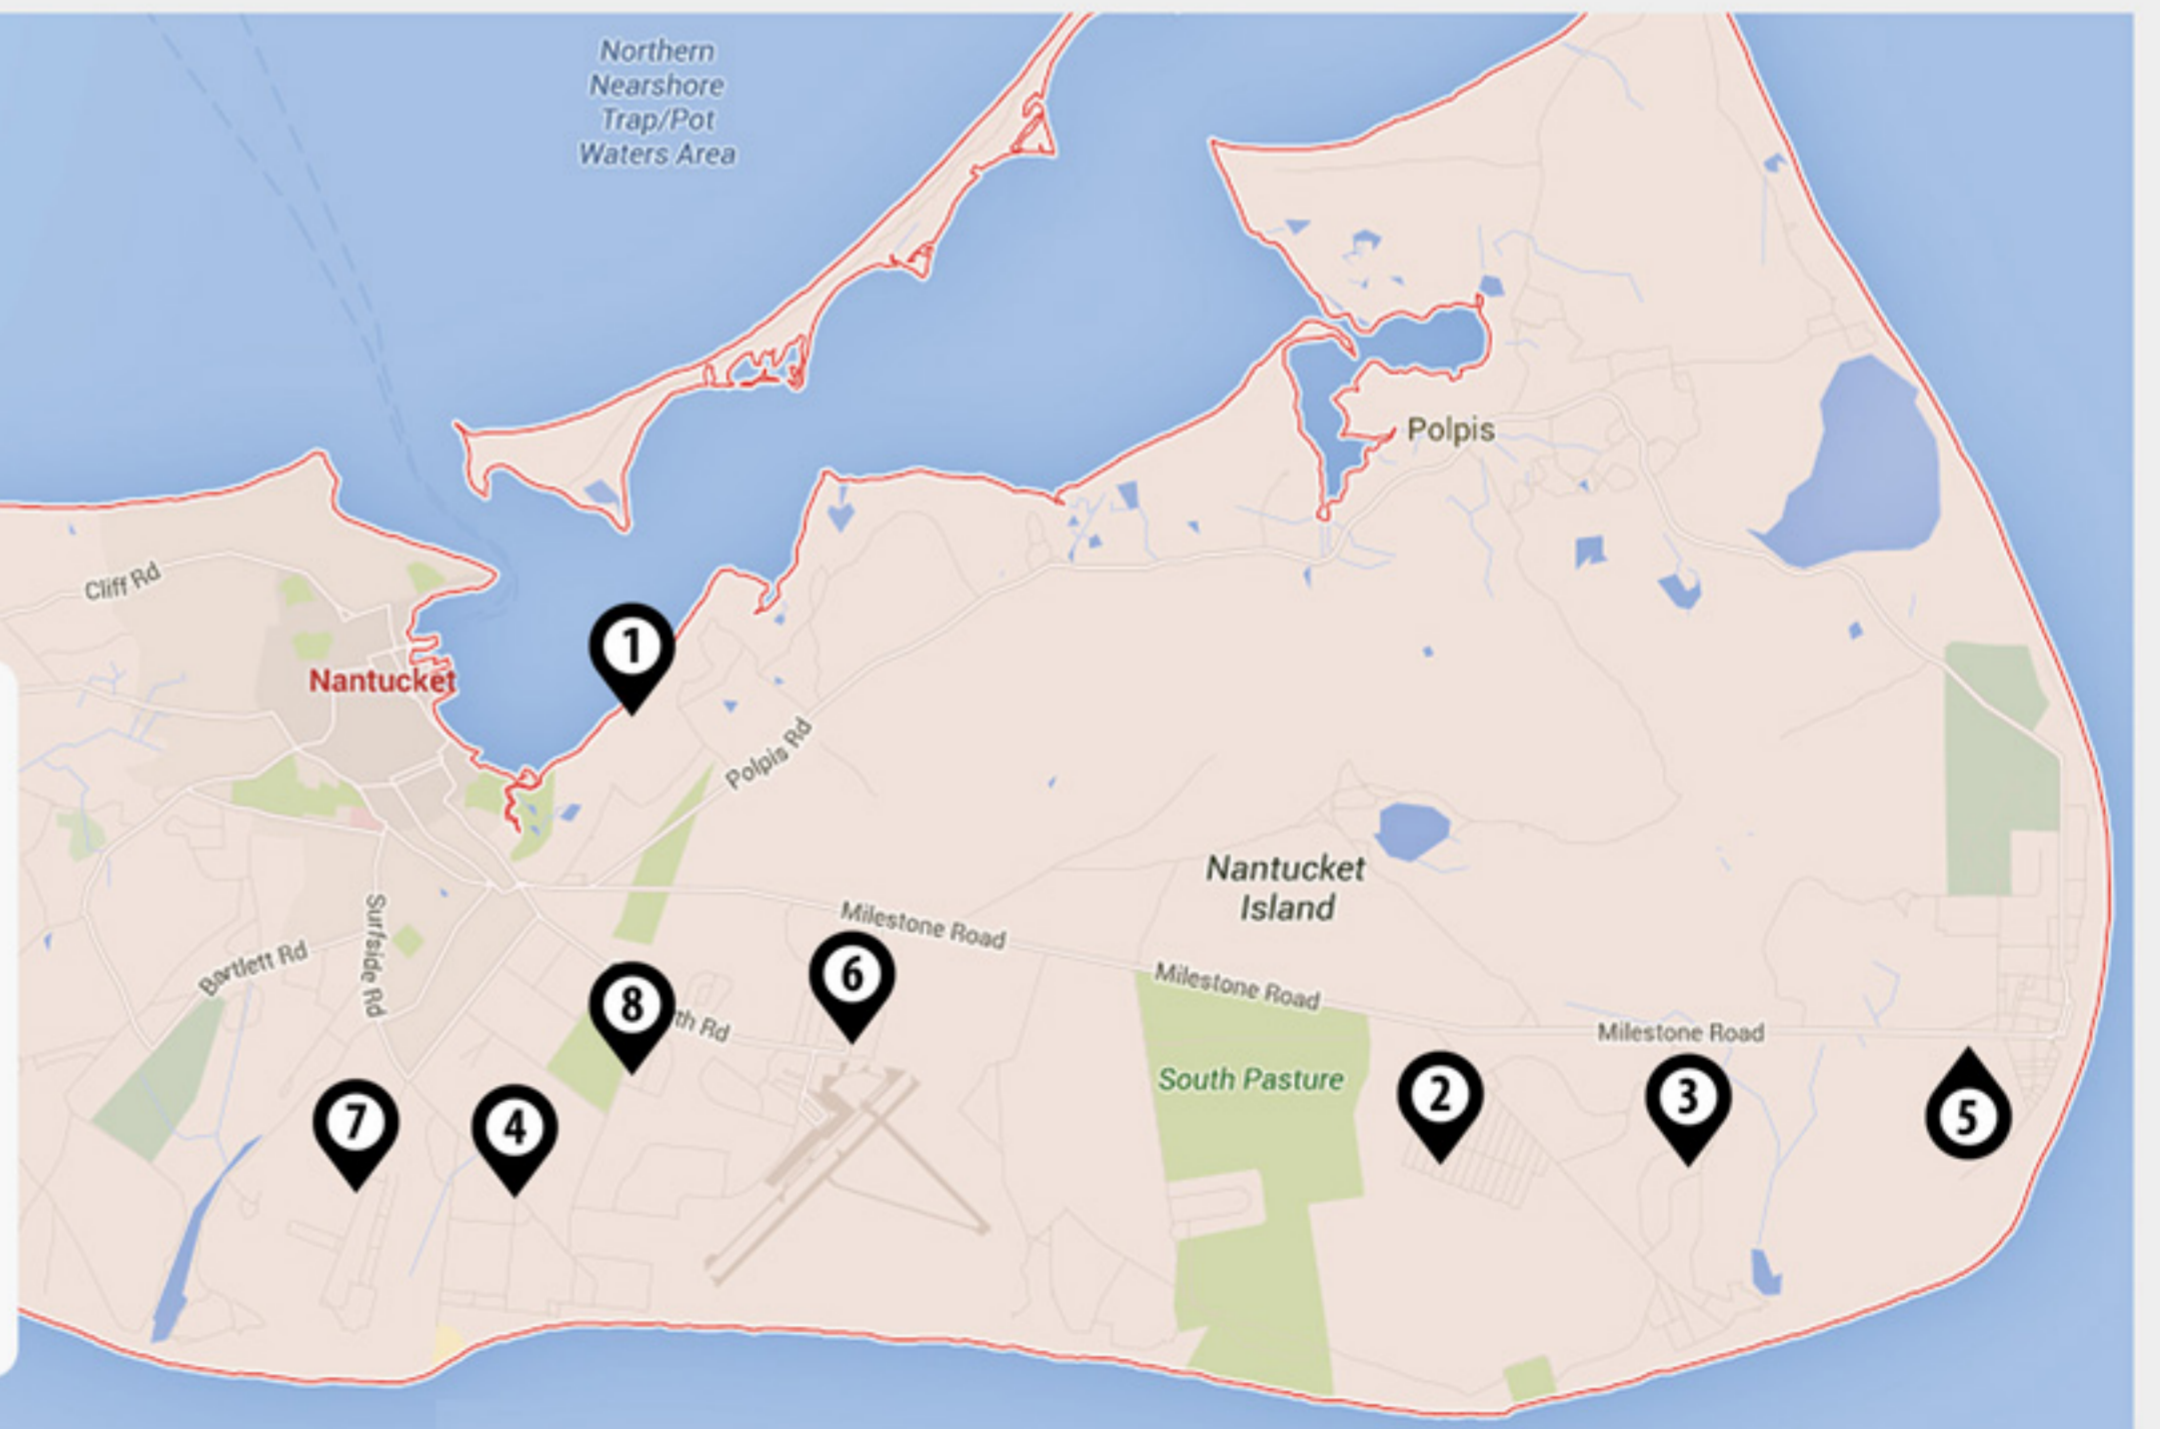 Northern
Nearshore
Trap/Pot
Waters Area
Polpis
Cliff Rd
1
Nantucket
Polpis Rd
Nantucket
Island
Milestone Road
Surfside Rd
Bartlett Rd
6
Milestone Road
8
th Rd
Milestone Road
South Pasture
2
3
5
7
4